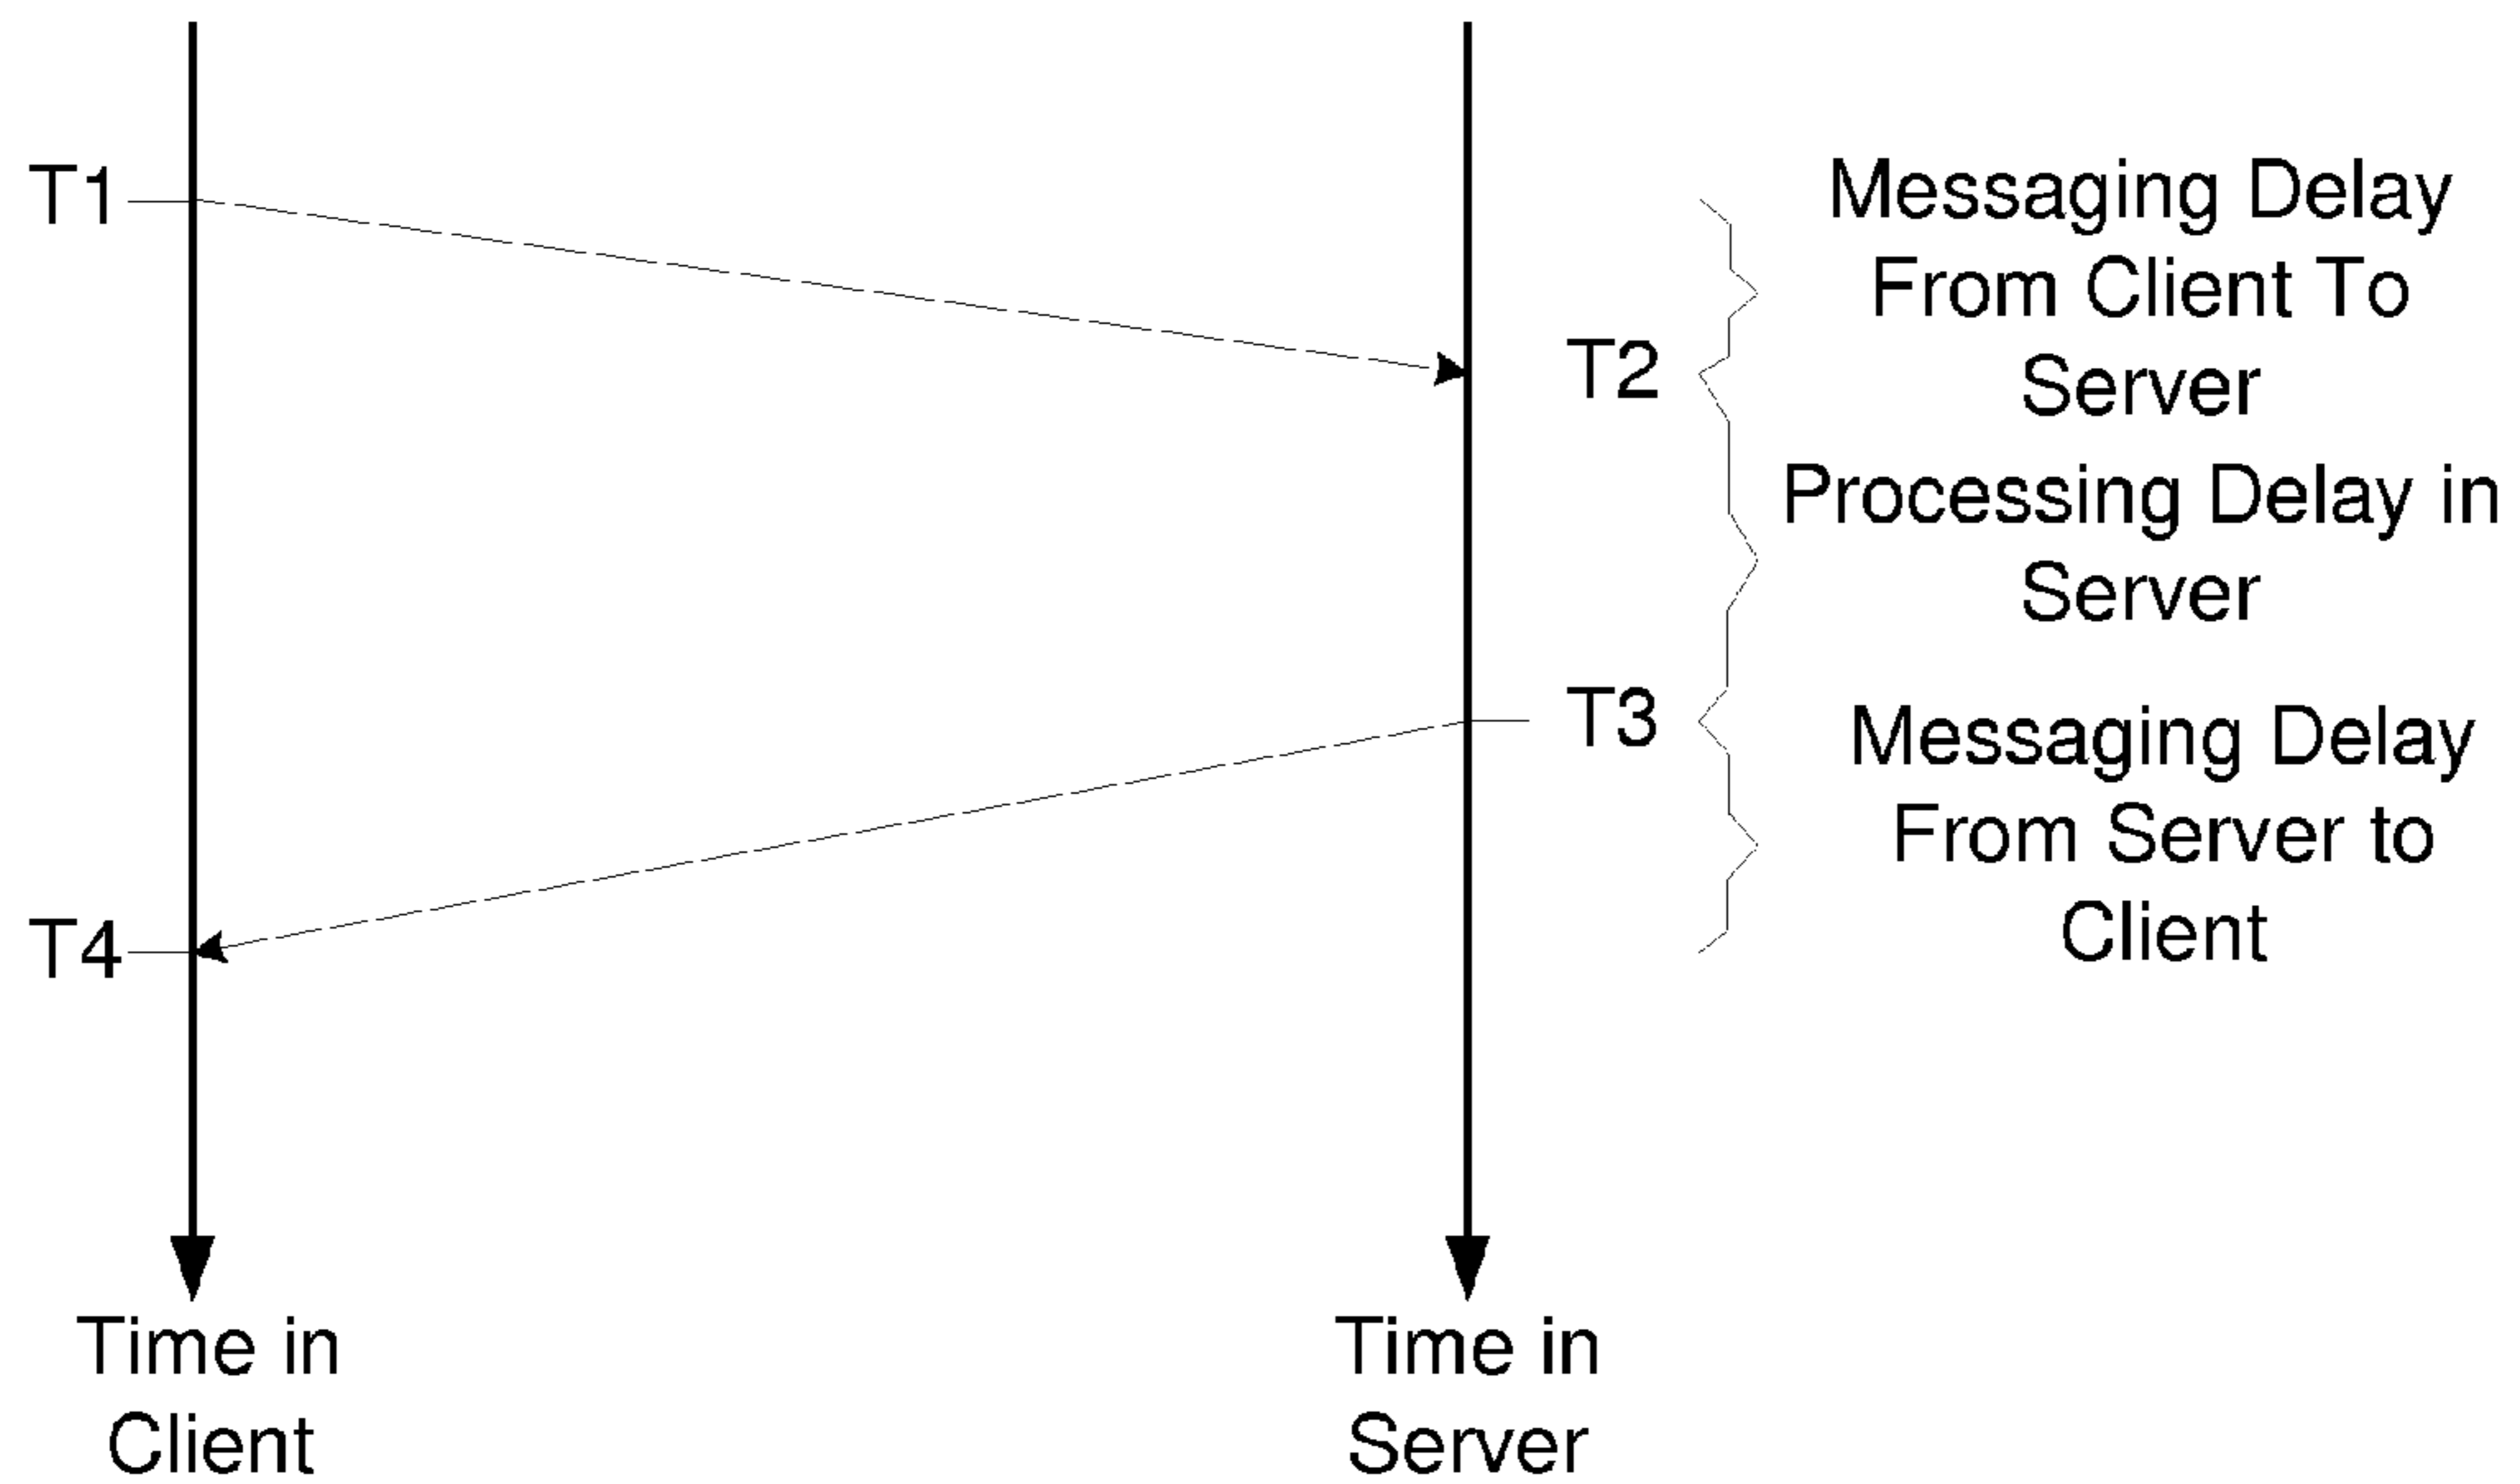 T1
Messaging Delay
From Client To
Server
T2
Processing Delay in
Server
T3
Messaging Delay
From Server to
Client
T4
Time in
Client
Time in
Server